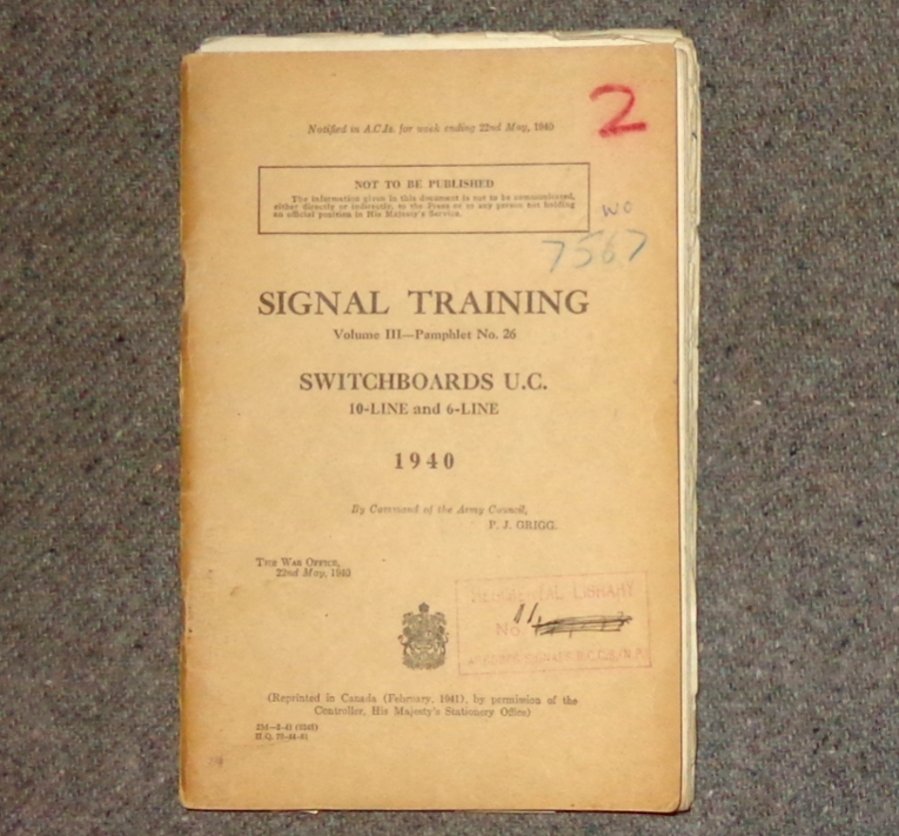 2
Notified in A.C.Is. for week ending 22nd May, 1940
NOT TO BE PUBLISHED
The information given in this document is not to be communicated,
either directly or indirectly, to the Press or to any person not holding
an official position in His Majesty's Service.
WO
7567
SIGNAL TRAINING
Volume III—Pamphlet No. 26
SWITCHBOARDS U.C.
10-LINE and 6-LINE
1940
By Command of the Army Council,
P. J. GRIGG.
THE WAR OFFICE,
22nd May, 1940
REGIMENTAL LIBRARY
No. 11
(Reprinted in Canada (February, 1941), by permission of the
Controller, His Majesty's Stationery Office)
H.Q.